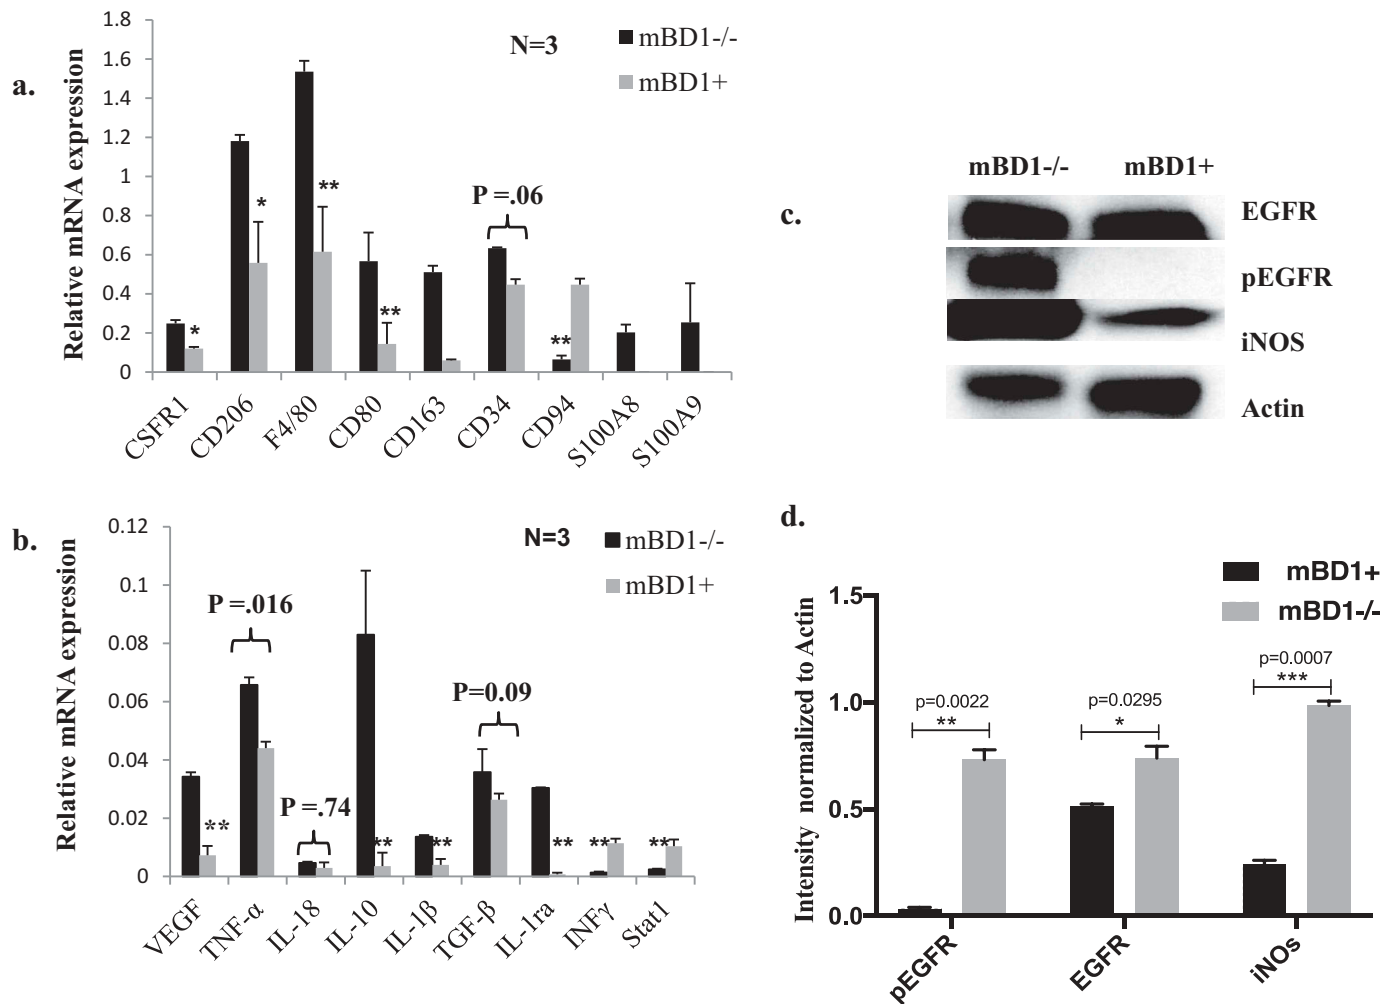 a.
Relative mRNA expression
1.8
1.6
1.4
1.2
1
0.8
0.6
0.4
0.2
0
N=3
mBD1-/-
mBD1+
*
*
**
**
P =.06
**
CSFR1
CD206
F4/80
CD80
CD163
CD34
CD94
S100A8
S100A9
b.
Relative mRNA expression
0.12
0.1
0.08
0.06
0.04
0.02
0
N=3
mBD1-/-
mBD1+
**
P =.016
P =.74
**
**
P=0.09
**
**
**
VEGF
TNF-α
IL-18
IL-10
IL-1β
TGF-β
IL-1ra
INFγ
Stat1
c.
mBD1-/- mBD1+
EGFR
pEGFR
iNOS
Actin
d.
Intensity normalized to Actin
1.5
1.0
0.5
0.0
mBD1+
mBD1-/-
p=0.0022
**
p=0.0295
*
p=0.0007
***
pEGFR
EGFR
iNOs